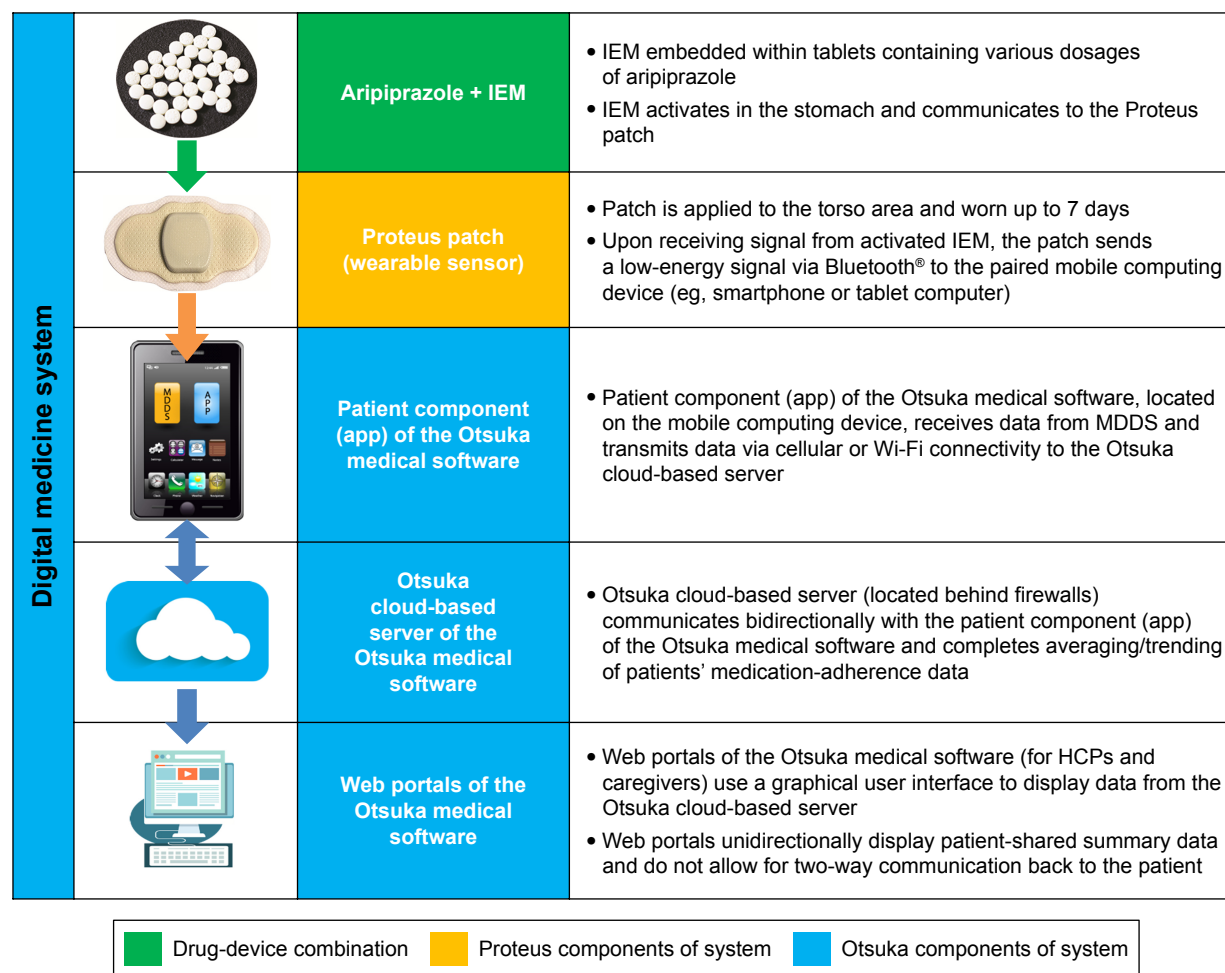 Digital medicine system
Aripiprazole + IEM
• IEM embedded within tablets containing various dosages
of aripiprazole
• IEM activates in the stomach and communicates to the Proteus
patch
Proteus patch
(wearable sensor)
• Patch is applied to the torso area and worn up to 7 days
• Upon receiving signal from activated IEM, the patch sends
a low-energy signal via Bluetooth® to the paired mobile computing
device (eg, smartphone or tablet computer)
MDDS
APP
Patient component
(app) of the Otsuka
medical software
• Patient component (app) of the Otsuka medical software, located
on the mobile computing device, receives data from MDDS and
transmits data via cellular or Wi-Fi connectivity to the Otsuka
cloud-based server
Otsuka
cloud-based
server of the
Otsuka medical
software
• Otsuka cloud-based server (located behind firewalls)
communicates bidirectionally with the patient component (app)
of the Otsuka medical software and completes averaging/trending
of patients’ medication-adherence data
Web portals of the
Otsuka medical
software
• Web portals of the Otsuka medical software (for HCPs and
caregivers) use a graphical user interface to display data from the
Otsuka cloud-based server
• Web portals unidirectionally display patient-shared summary data
and do not allow for two-way communication back to the patient
Drug-device combination
Proteus components of system
Otsuka components of system